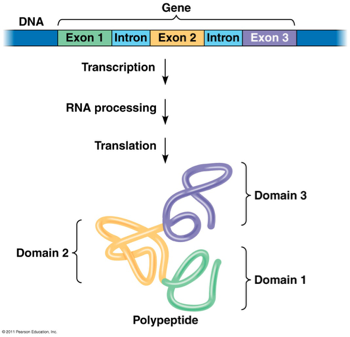 Gene
DNA
Exon 1 Intron Exon 2 Intron Exon 3
Transcription
RNA processing
Translation
Domain 3
Domain 2
Domain 1
Polypeptide
© 2011 Pearson Education, Inc.